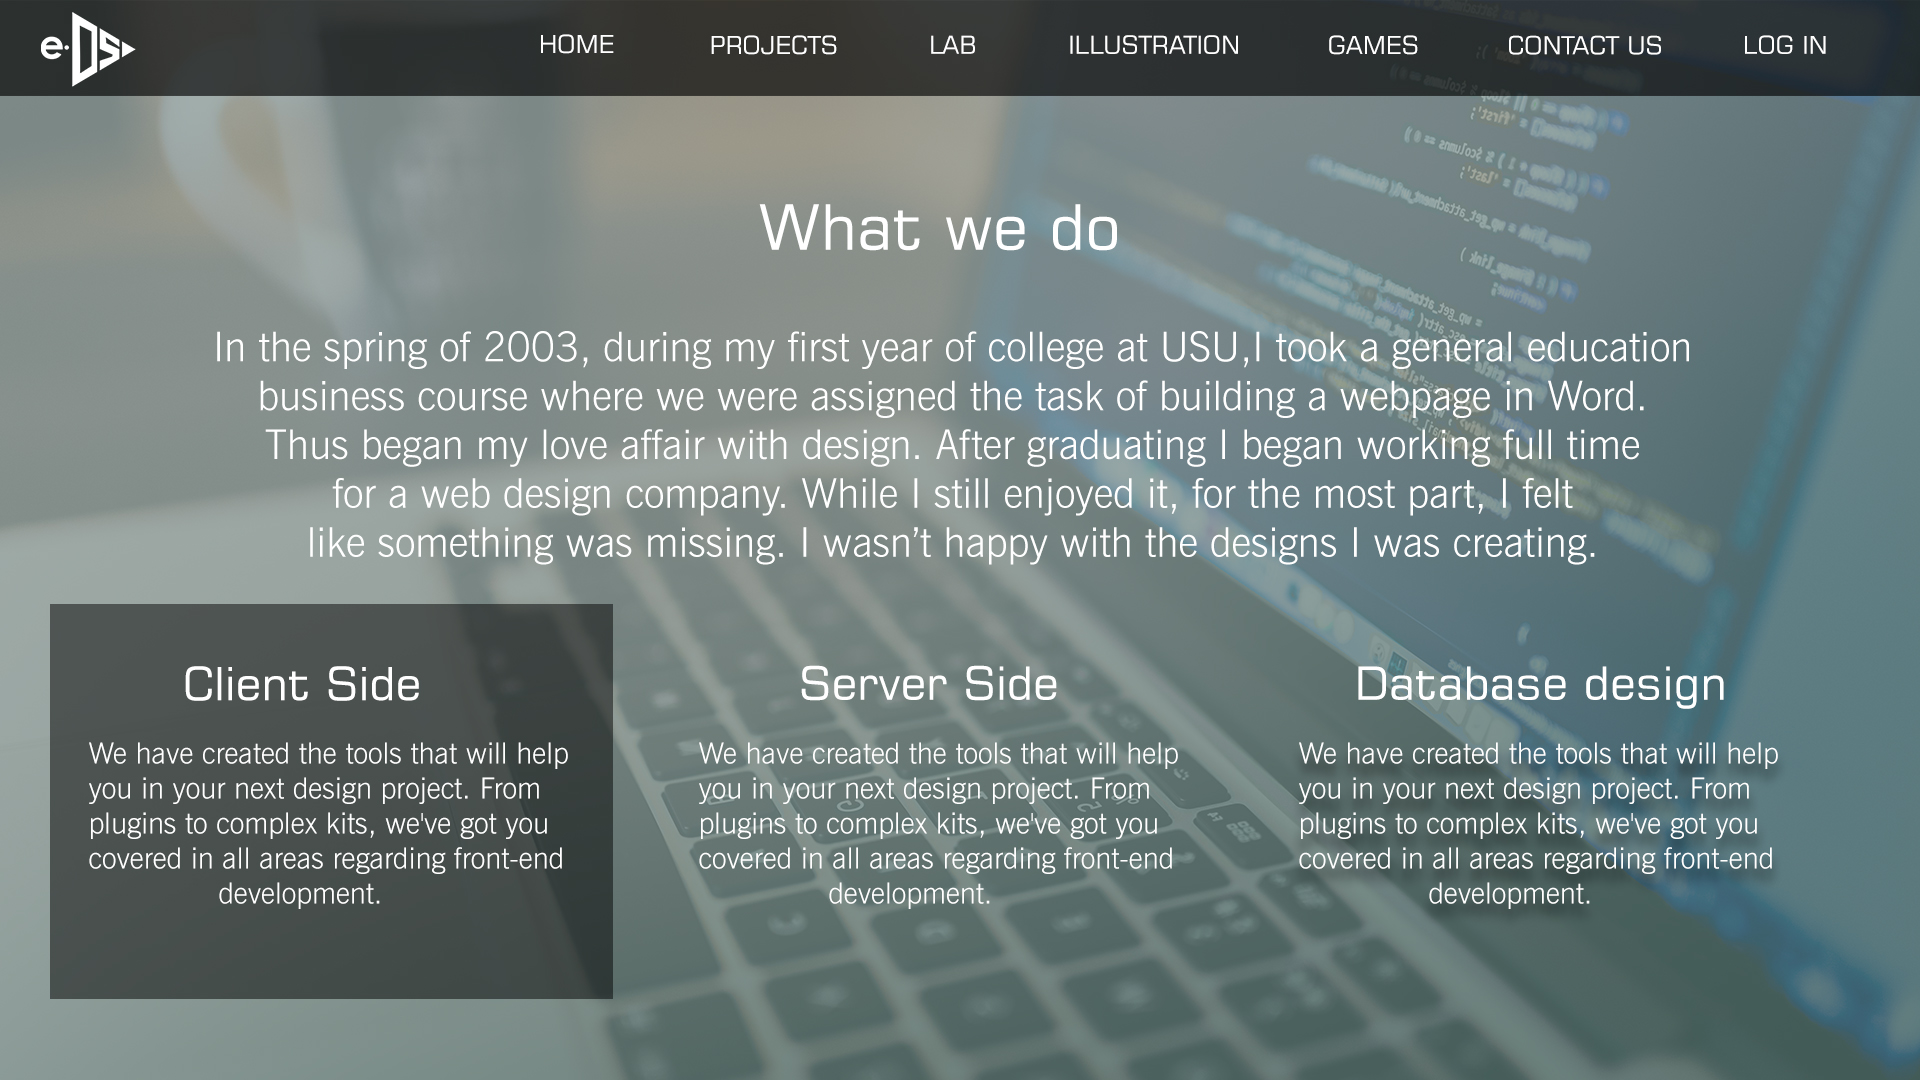 e·DS
HOME PROJECTS LAB ILLUSTRATION GAMES CONTACT US LOG IN
What we do
In the spring of 2003, during my first year of college at USU,I took a general education
business course where we were assigned the task of building a webpage in Word.
Thus began my love affair with design. After graduating I began working full time
for a web design company. While I still enjoyed it, for the most part, I felt
like something was missing. I wasn’t happy with the designs I was creating.
Client Side
We have created the tools that will help
you in your next design project. From
plugins to complex kits, we've got you
covered in all areas regarding front-end
development.
Server Side
We have created the tools that will help
you in your next design project. From
plugins to complex kits, we've got you
covered in all areas regarding front-end
development.
Database design
We have created the tools that will help
you in your next design project. From
plugins to complex kits, we've got you
covered in all areas regarding front-end
development.